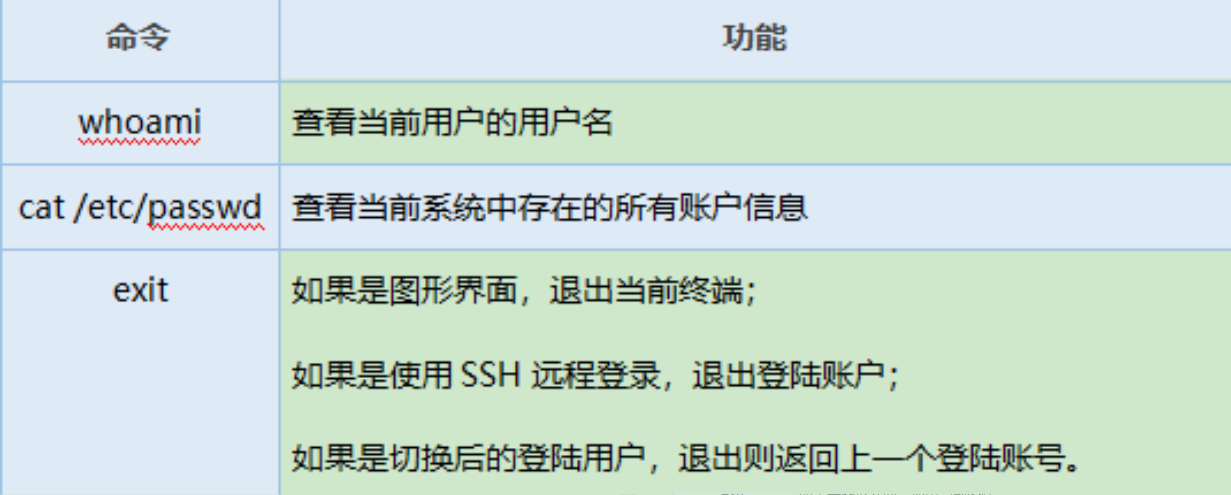 命令 功能
whoami 查看当前用户的用户名
cat /etc/passwd 查看当前系统中存在的所有账户信息
exit 如果是图形界面，退出当前终端；
如果是使用 SSH 远程登录，退出登陆账户；
如果是切换后的登陆用户，退出则返回上一个登陆账号。